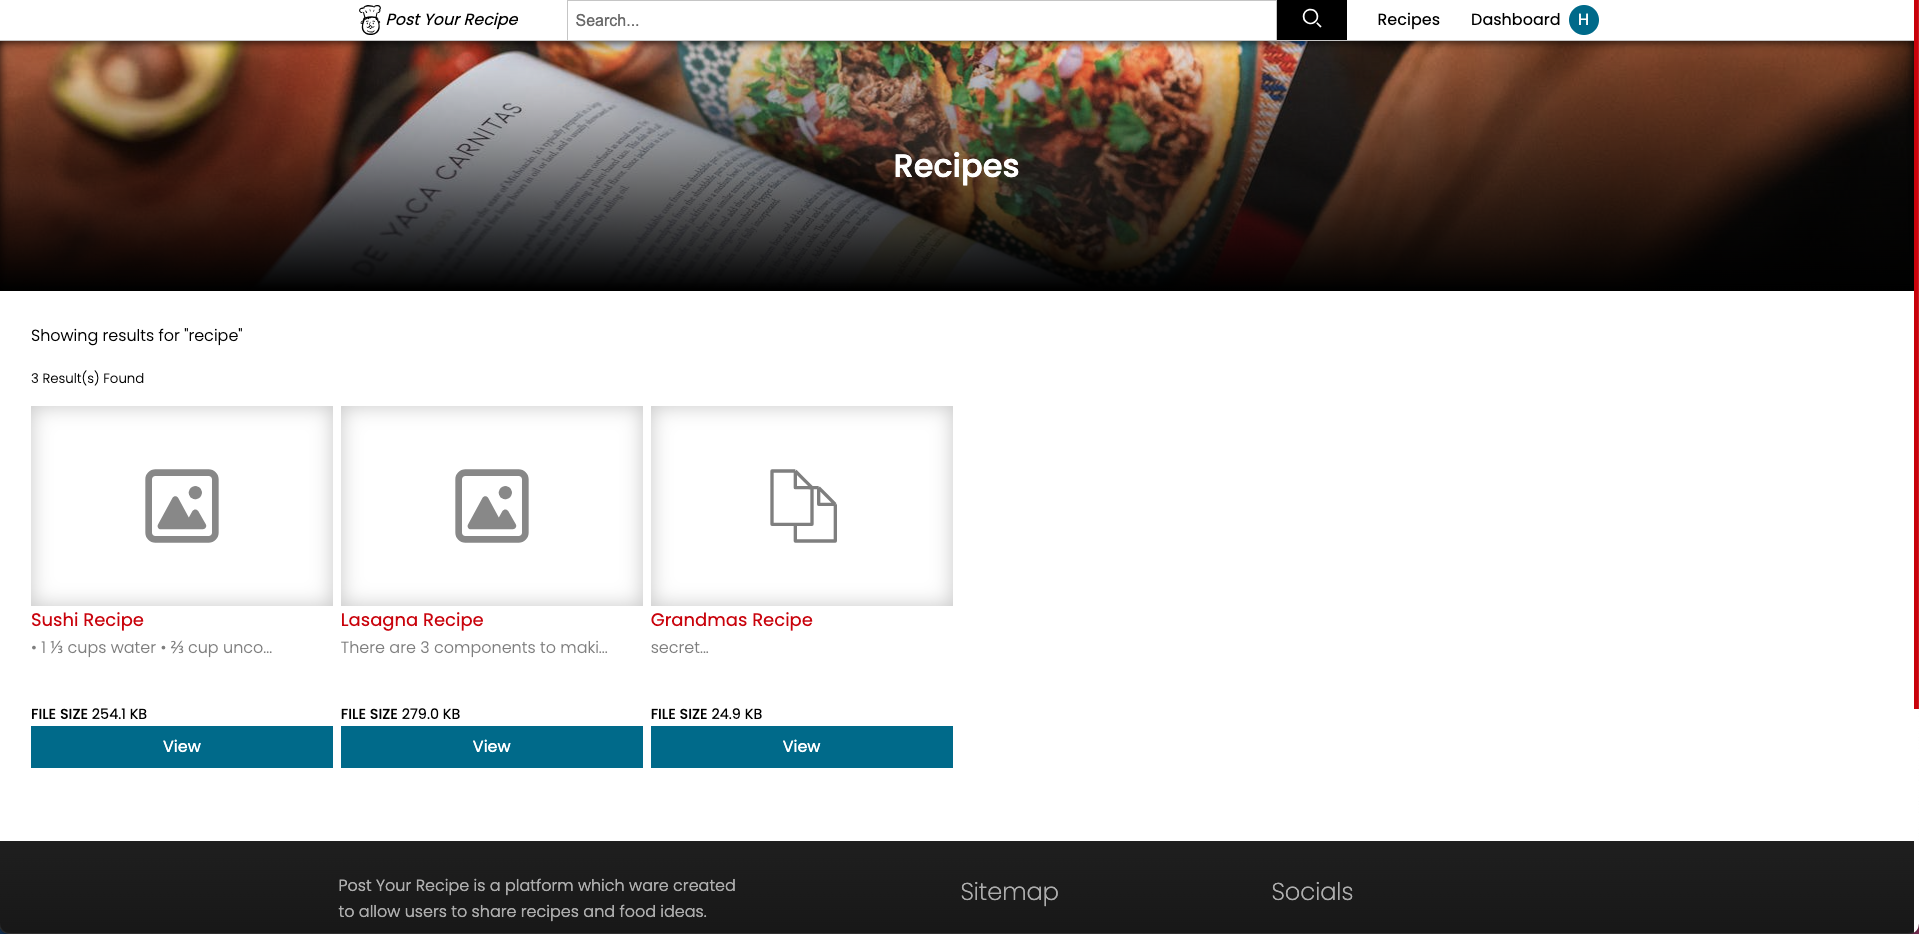 Post Your Recipe
Search...
Recipes
Dashboard
H
DE YACA CARNITAS
Recipes
Showing results for "recipe"
3 Result(s) Found
Sushi Recipe
• 1 ⅓ cups water • ⅔ cup unco...
FILE SIZE 254.1 KB
View
Lasagna Recipe
There are 3 components to maki...
FILE SIZE 279.0 KB
View
Grandmas Recipe
secret...
FILE SIZE 24.9 KB
View
Post Your Recipe is a platform which ware created
to allow users to share recipes and food ideas.
Sitemap
Socials